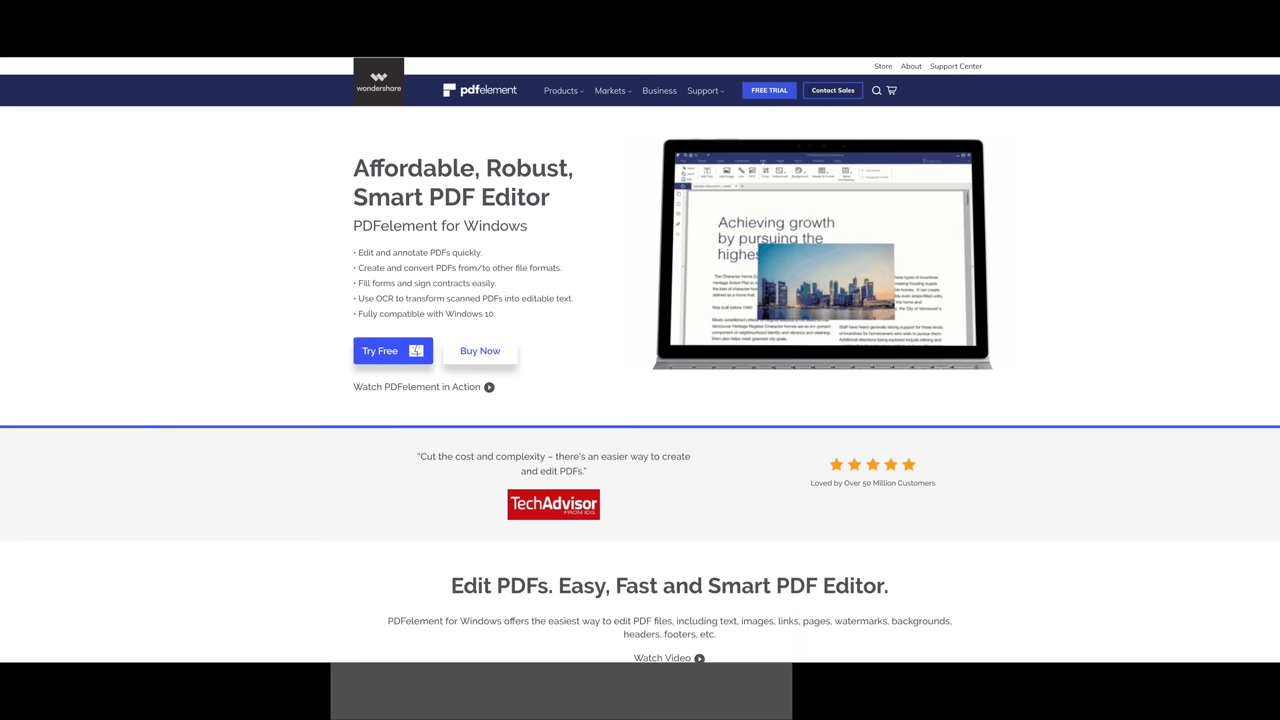 Store About Support Center
wondershare
pdfelement Products Markets Business Support FREE TRIAL Contact Sales
Affordable, Robust,
Smart PDF Editor
PDFelement for Windows
• Edit and annotate PDFs quickly.
• Create and convert PDFs from/to other file formats.
• Fill forms and sign contracts easily.
• Use OCR to transform scanned PDFs into editable text.
• Fully compatible with Windows 10.
Try Free Buy Now
Watch PDFelement in Action
Achieving growth
by pursuing the
highes
“Cut the cost and complexity – there's an easier way to create
and edit PDFs.”
TechAdvisor
FROM IDG
Loved by Over 50 Million Customers
Edit PDFs. Easy, Fast and Smart PDF Editor.
PDFelement for Windows offers the easiest way to edit PDF files, including text, images, links, pages, watermarks, backgrounds,
headers, footers, etc.
Watch Video